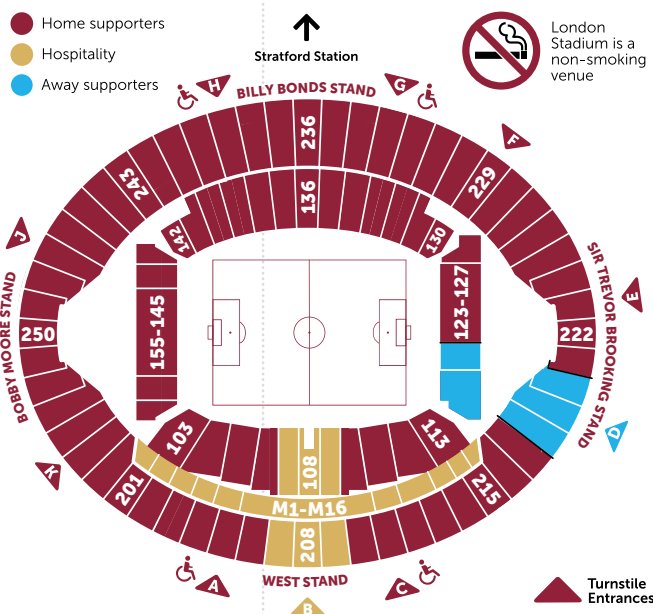 Home supporters
Hospitality
Away supporters
Stratford Station
London
Stadium is a
non-smoking
venue
H
BILLY BONDS STAND
G
F
236
243
229
136
142
130
J
E
SIR TREVOR BROOKING STAND
BOBBY MOORE STAND
250
155-145
123-127
222
D
103
113
108
K
201
215
M1-M16
208
A
WEST STAND
C
B
Turnstile
Entrances